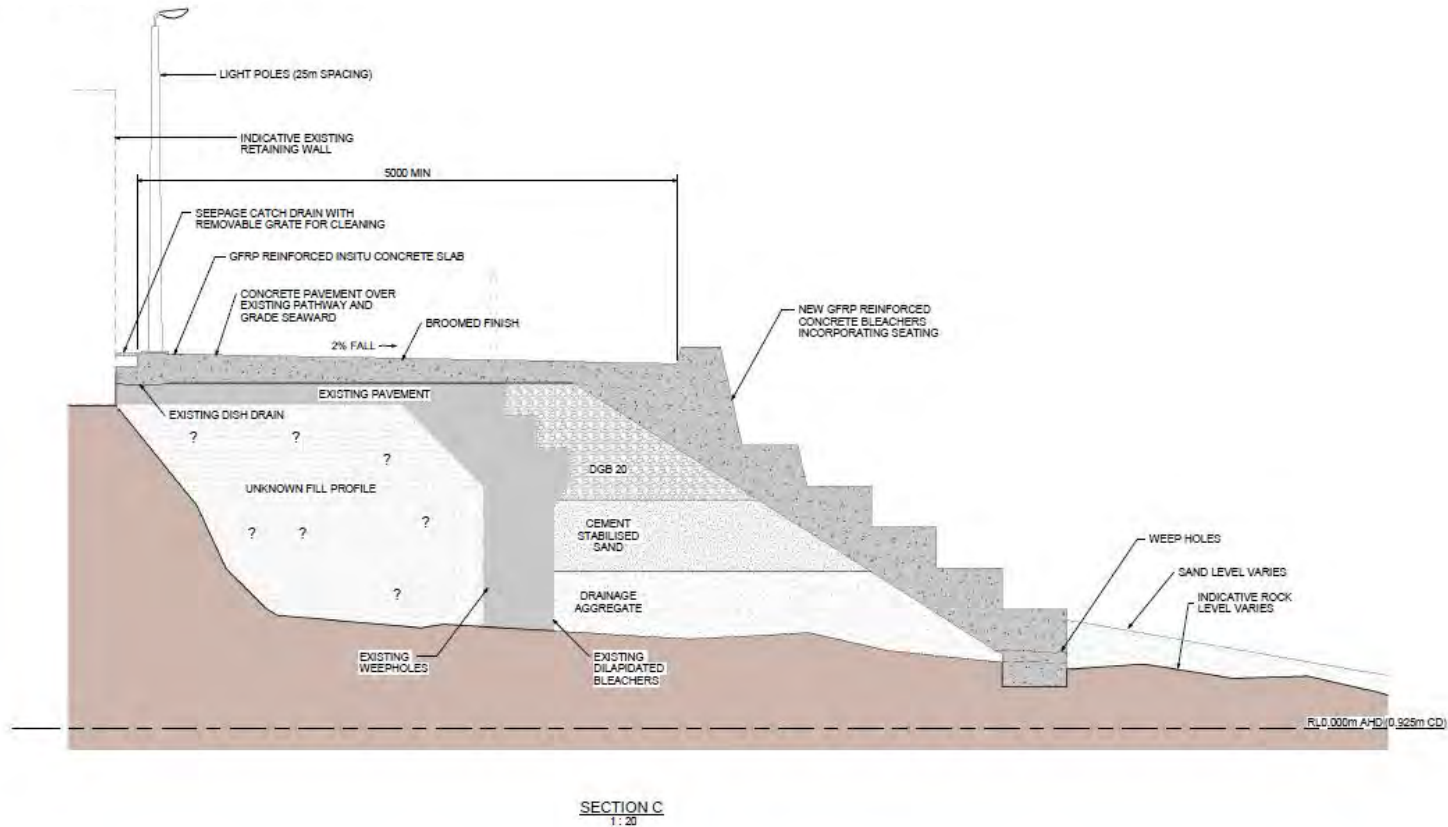 LIGHT POLES (25m SPACING)
INDICATIVE EXISTING
RETAINING WALL
5000 MIN
SEEPAGE CATCH DRAIN WITH
REMOVABLE GRATE FOR CLEANING
GFRP REINFORCED INSITU CONCRETE SLAB
CONCRETE PAVEMENT OVER
EXISTING PATHWAY AND
GRADE SEAWARD
BROOMED FINISH
2% FALL
NEW GFRP REINFORCED
CONCRETE BLEACHERS
INCORPORATING SEATING
EXISTING PAVEMENT
EXISTING DISH DRAIN
? ? ?
UNKNOWN FILL PROFILE
? ? ?
?
DGB 20
CEMENT
STABILISED
SAND
DRAINAGE
AGGREGATE
WEEP HOLES
SAND LEVEL VARIES
INDICATIVE ROCK
LEVEL VARIES
EXISTING
WEEPHOLES
EXISTING
DILAPIDATED
BLEACHERS
RL0.000m AHD (0.925m CD)
SECTION C
1 : 20